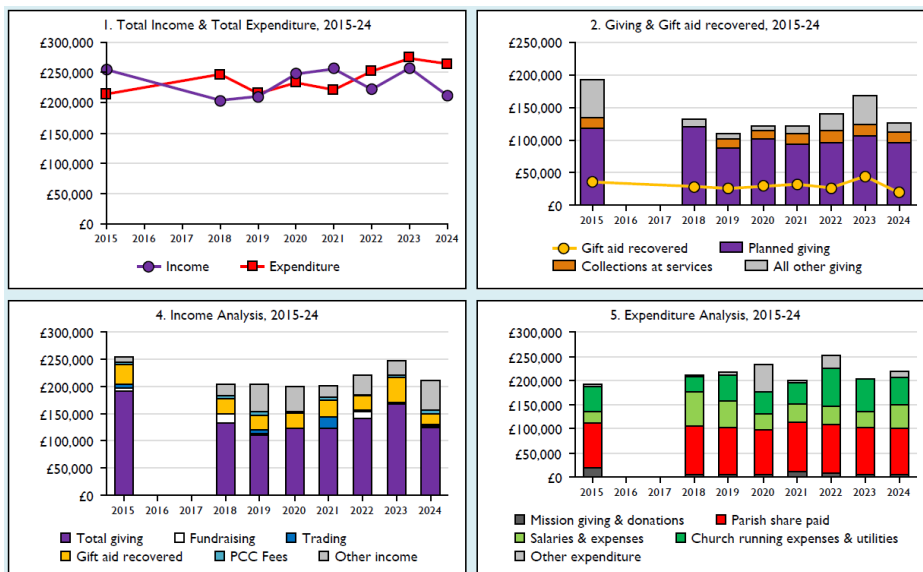 1. Total Income & Total Expenditure, 2015-24
£300,000
£250,000
£200,000
£150,000
£100,000
£50,000
£0
2015 2016 2017 2018 2019 2020 2021 2022 2023 2024
Income Expenditure
2. Giving & Gift aid recovered, 2015-24
£250,000
£200,000
£150,000
£100,000
£50,000
£0
2015 2016 2017 2018 2019 2020 2021 2022 2023 2024
Gift aid recovered Planned giving
Collections at services All other giving
4. Income Analysis, 2015-24
£300,000
£250,000
£200,000
£150,000
£100,000
£50,000
£0
2015 2016 2017 2018 2019 2020 2021 2022 2023 2024
Total giving Fundraising Trading
Gift aid recovered PCC Fees Other income
5. Expenditure Analysis, 2015-24
£300,000
£250,000
£200,000
£150,000
£100,000
£50,000
£0
2015 2016 2017 2018 2019 2020 2021 2022 2023 2024
Mission giving & donations Parish share paid
Salaries & expenses Church running expenses & utilities
Other expenditure